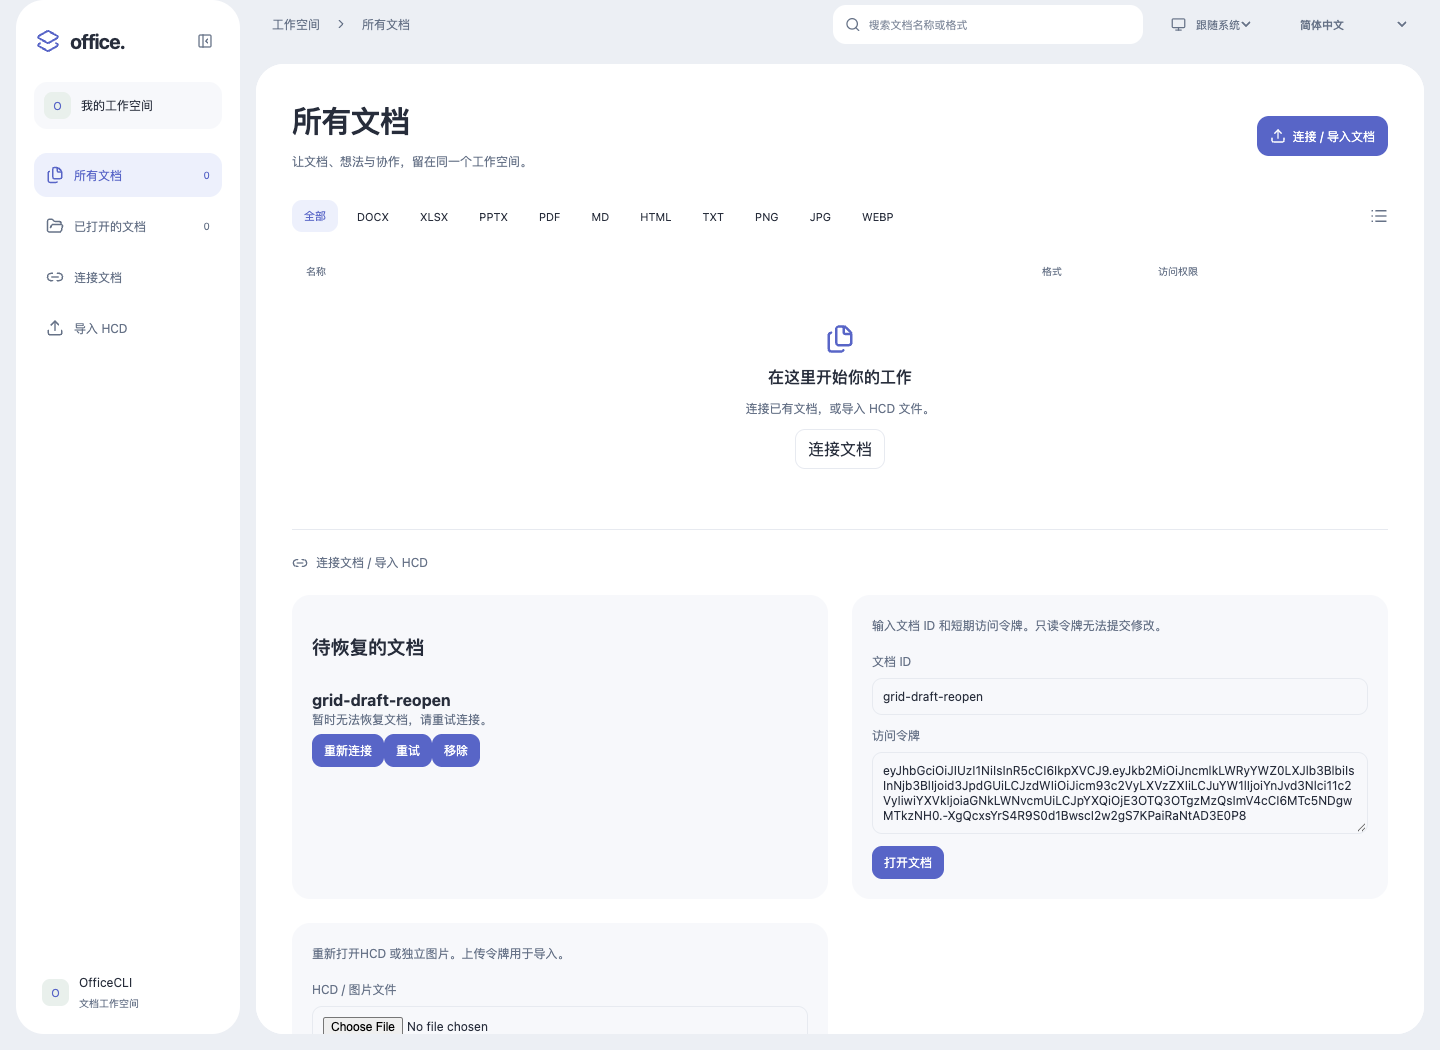 office.
O 我的工作空间
所有文档 0
已打开的文档 0
连接文档
导入 HCD
O OfficeCLI
文档工作空间
工作空间 > 所有文档
搜索文档名称或格式
跟随系统
简体中文
所有文档
让文档、想法与协作，留在同一个工作空间。
连接 / 导入文档
全部 DOCX XLSX PPTX PDF MD HTML TXT PNG JPG WEBP
名称 格式 访问权限
在这里开始你的工作
连接已有文档，或导入 HCD 文件。
连接文档
连接文档 / 导入 HCD
待恢复的文档
grid-draft-reopen
暂时无法恢复文档，请重试连接。
重新连接 重试 移除
输入文档 ID 和短期访问令牌。只读令牌无法提交修改。
文档 ID
grid-draft-reopen
访问令牌
打开文档
重新打开HCD 或独立图片。上传令牌用于导入。
HCD / 图片文件
Choose File No file chosen